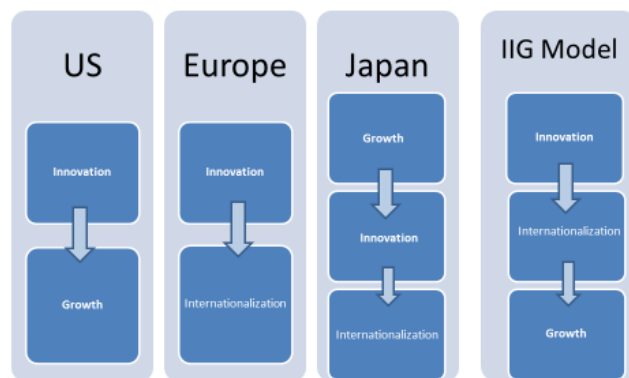 US
Innovation
Growth
Europe
Innovation
Internationalization
Japan
Growth
Innovation
Internationalization
IIG Model
Innovation
Internationalization
Growth